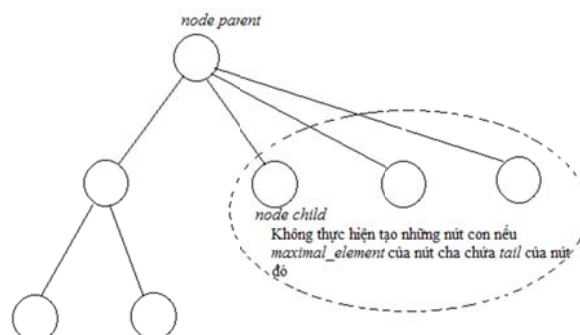 node parent
node child
Không thực hiện tạo những nút con nếu
maximal_element của nút cha chứa tail của nút
đó